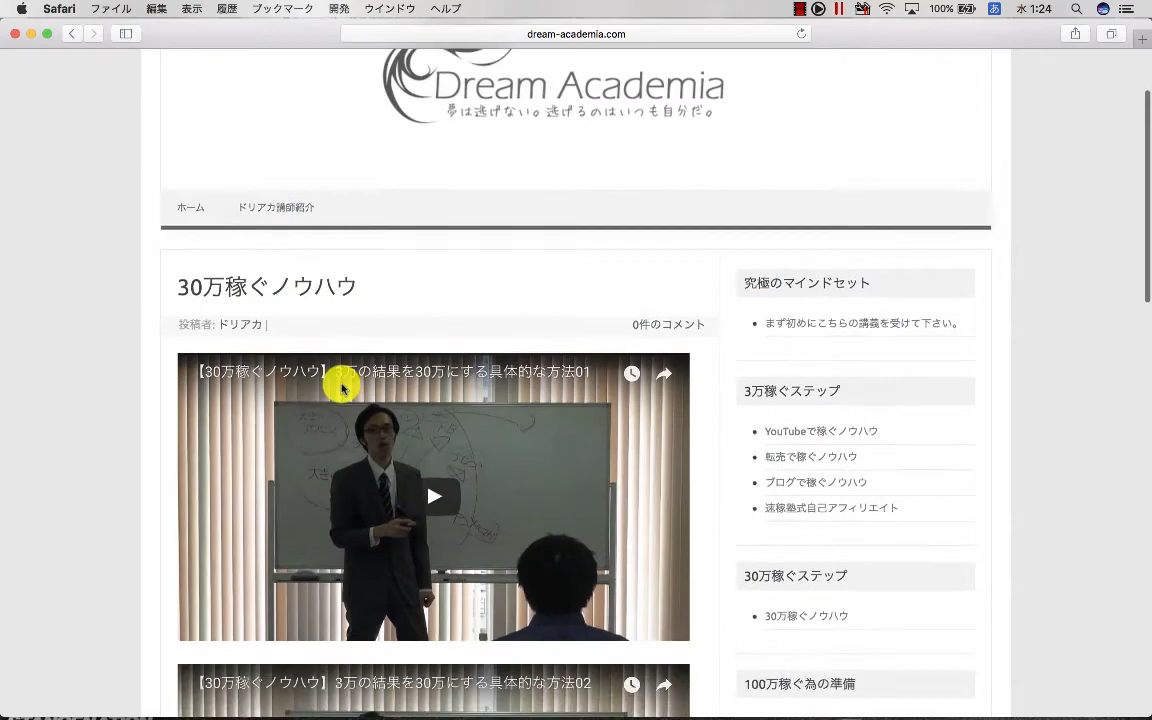 Safari ファイル 編集 表示 履歴 ブックマーク 開発 ウインドウ ヘルプ
100% あ 水 1:24
dream-academia.com
Dream Academia
夢は逃げない。逃げるのはいつも自分だ。
ホーム ドリアカ講師紹介
30万稼ぐノウハウ
投稿者: ドリアカ |
0件のコメント
【30万稼ぐノウハウ】3万の結果を30万にする具体的な方法01
【30万稼ぐノウハウ】3万の結果を30万にする具体的な方法02
究極のマインドセット
まず初めにこちらの講義を受けて下さい。
3万稼ぐステップ
YouTubeで稼ぐノウハウ
転売で稼ぐノウハウ
ブログで稼ぐノウハウ
速稼塾式自己アフィリエイト
30万稼ぐステップ
30万稼ぐノウハウ
100万稼ぐ為の準備